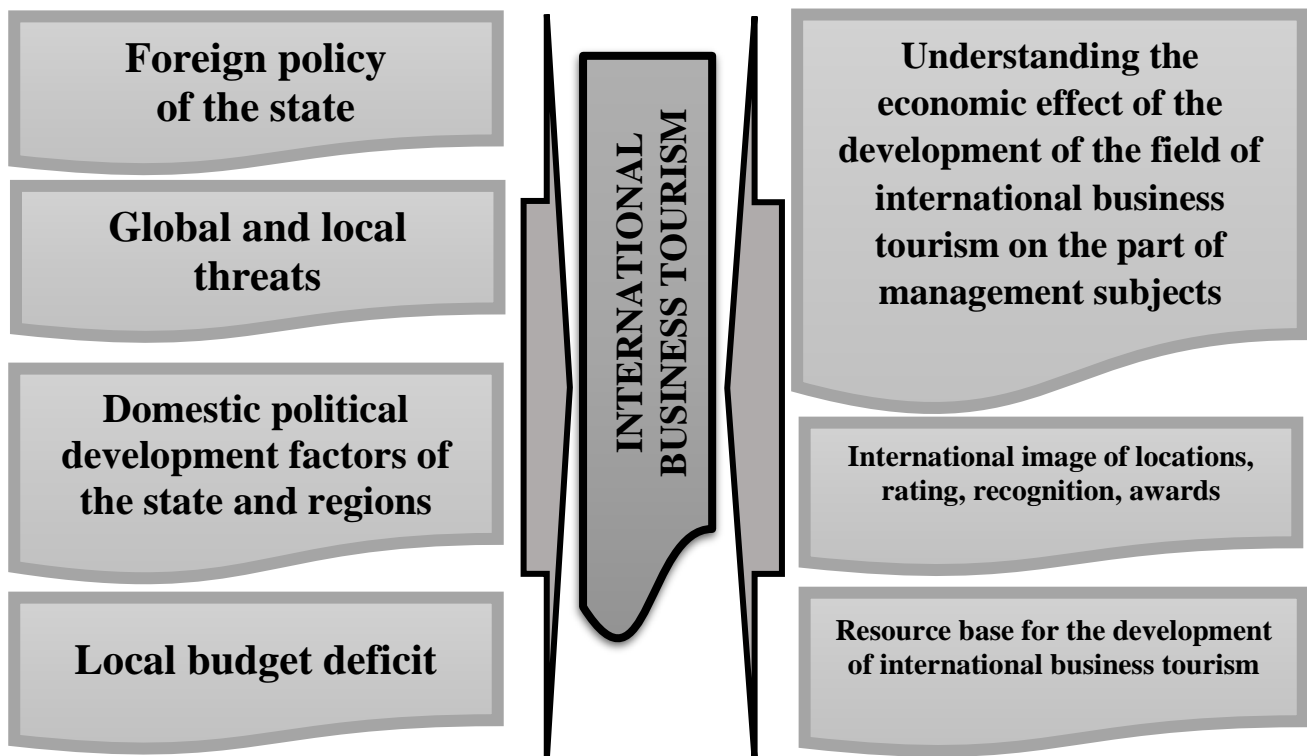 Foreign policy
of the state
Global and local
threats
Domestic political
development factors of
the state and regions
Local budget deficit
INTERNATIONAL
BUSINESS TOURISM
Understanding the
economic effect of the
development of the field of
international business
tourism on the part of
management subjects
International image of locations,
rating, recognition, awards
Resource base for the development
of international business tourism